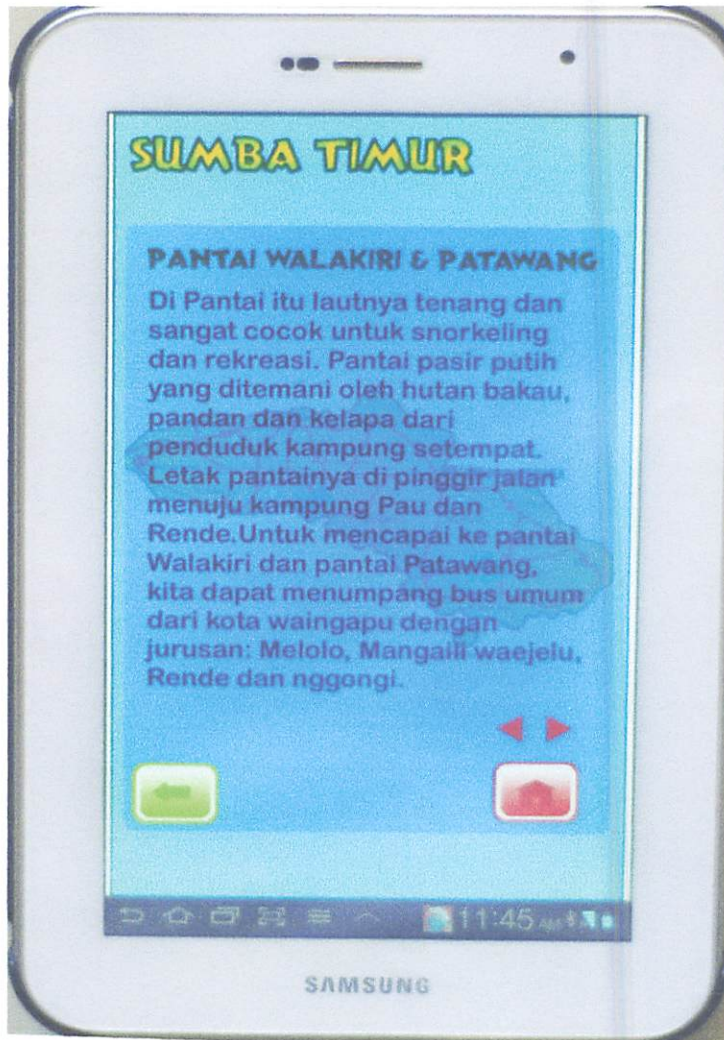 SUMBA TIMUR
PANTAI WALAKIRI & PATAWANG
Di Pantai itu lautnya tenang dan
sangat cocok untuk snorkeling
dan rekreasi. Pantai pasir putih
yang ditemani oleh hutan bakau,
pandan dan kelapa dari
penduduk kampung setempat.
Letak pantainya di pinggir jalan
menuju kampung Pau dan
Rende.Untuk mencapai ke pantai
Walakiri dan pantai Patawang,
kita dapat menumpang bus umum
dari kota waingapu dengan
jurusan: Melolo, Mangaili waejelu,
Rende dan nggongi.
11:45 AM
SAMSUNG